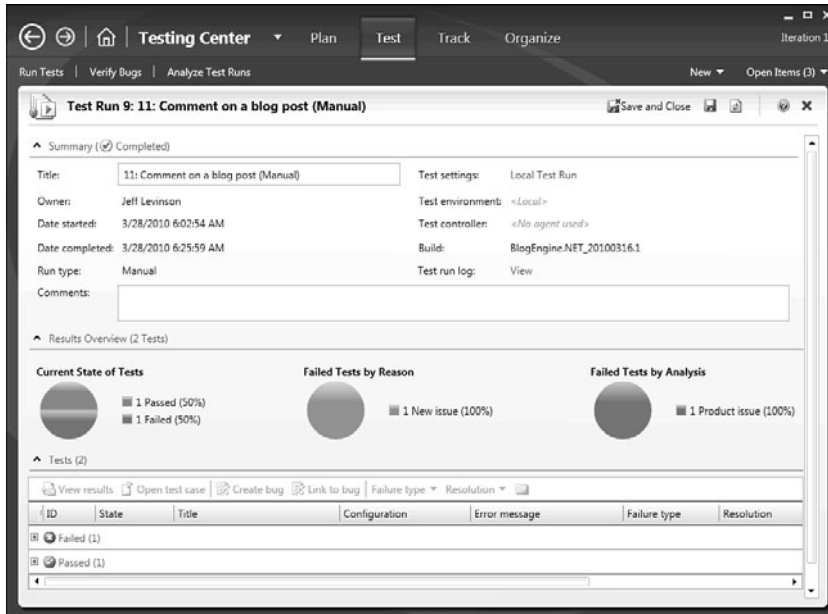 Testing Center Plan Test Track Organize Iteration 1
Run Tests | Verify Bugs | Analyze Test Runs New Open Items (3)
Test Run 9: 11: Comment on a blog post (Manual) Save and Close
Summary ( Completed)
Title: 11: Comment on a blog post (Manual) Test settings: Local Test Run
Owner: Jeff Levinson Test environment: <Local>
Date started: 3/28/2010 6:02:54 AM Test controller: <No agent used>
Date completed: 3/28/2010 6:25:59 AM Build: BlogEngine.NET_20100316.1
Run type: Manual Test run log: View
Comments:
Results Overview (2 Tests)
Current State of Tests Failed Tests by Reason Failed Tests by Analysis
1 Passed (50%)
1 Failed (50%) 1 New issue (100%) 1 Product issue (100%)
Tests (2)
View results Open test case Create bug Link to bug Failure type Resolution
ID State Title Configuration Error message Failure type Resolution
Failed (1)
Passed (1)